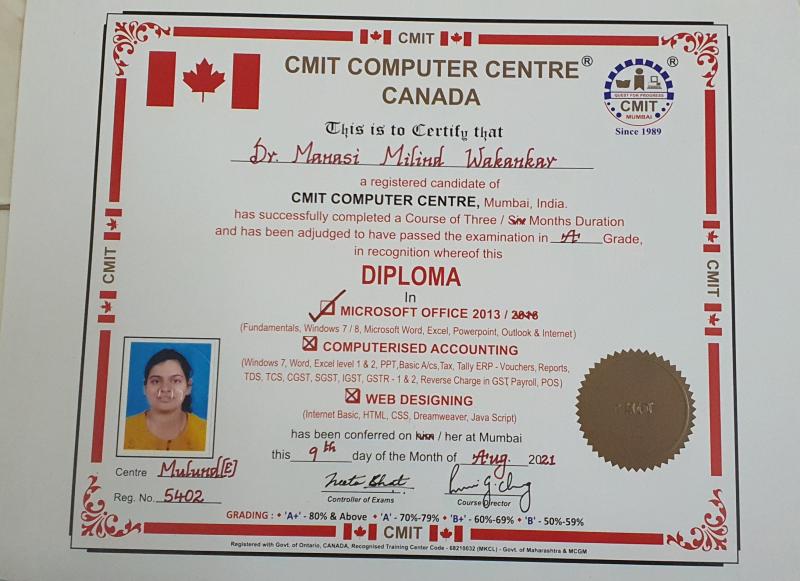 CMIT
CMIT COMPUTER CENTRE®
CANADA
QUEST FOR PROGRESS
CMIT
MUMBAI
®
Since 1989
This is to Certify that
Dr. Manasi Milind Wakankar
a registered candidate of
CMIT COMPUTER CENTRE, Mumbai, India.
has successfully completed a Course of Three / Six Months Duration
and has been adjudged to have passed the examination in A Grade,
in recognition whereof this
DIPLOMA
In
MICROSOFT OFFICE 2013 / 2016
(Fundamentals, Windows 7 / 8, Microsoft Word, Excel, Powerpoint, Outlook & Internet)
COMPUTERISED ACCOUNTING
(Windows 7, Word, Excel level 1 & 2, PPT,Basic A/cs,Tax, Tally ERP - Vouchers, Reports,
TDS, TCS, CGST, SGST, IGST, GSTR - 1 & 2, Reverse Charge in GST, Payroll, POS)
WEB DESIGNING
(Internet Basic, HTML, CSS, Dreamweaver, Java Script)
has been conferred on him / her at Mumbai
this 9th day of the Month of Aug. 2021
CMIT
CMIT
Centre Mulund[E]
Reg. No. 5402
Neeta Bhat
Controller of Exams
Course Director
GRADING : • 'A+' - 80% & Above • 'A' - 70%-79% • 'B+' - 60%-69% • 'B' - 50%-59%
CMIT
Registered with Govt. of Ontario, CANADA, Recognised Training Center Code - 68210032 (MKCL) - Govt. of Maharashtra & MCGM